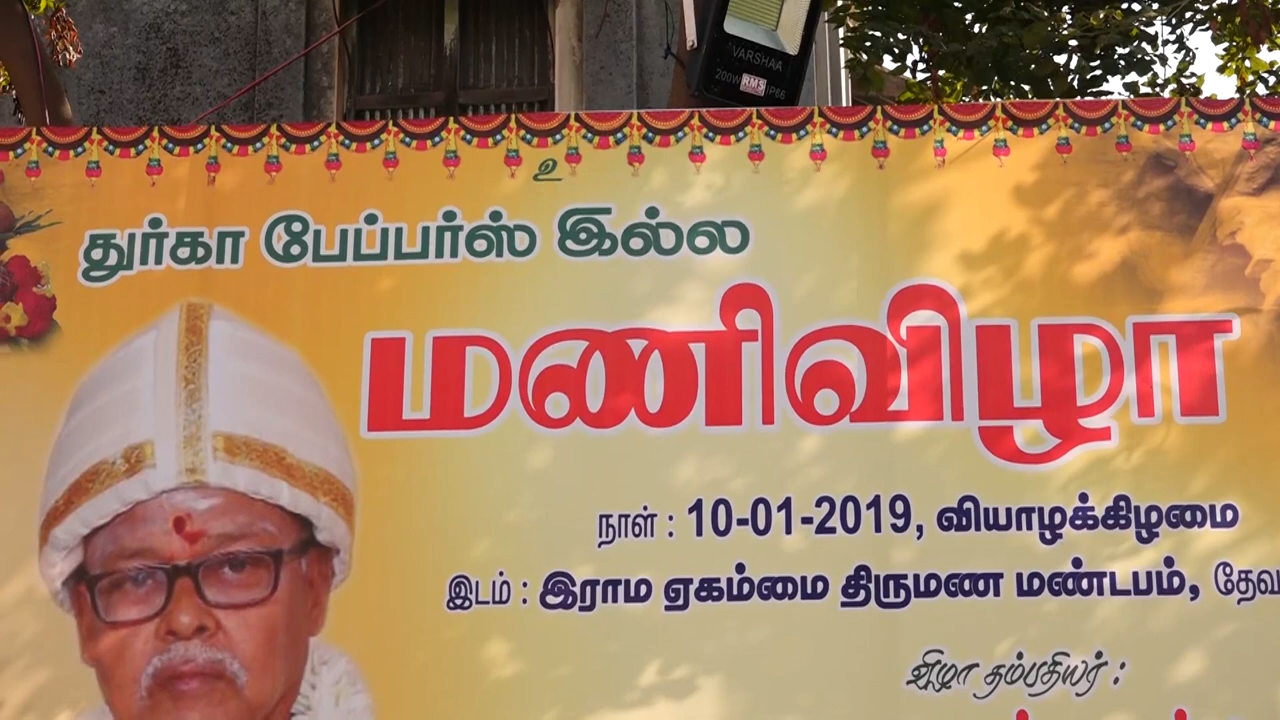 VARSHAA
200W RMS IP66
உ
துர்கா பேப்பர்ஸ் இல்ல
மணிவிழா
நாள் : 10-01-2019, வியாழக்கிழமை
இடம் : இராம ஏகம்மை திருமண மண்டபம்,
விழா தம்பதியர் :